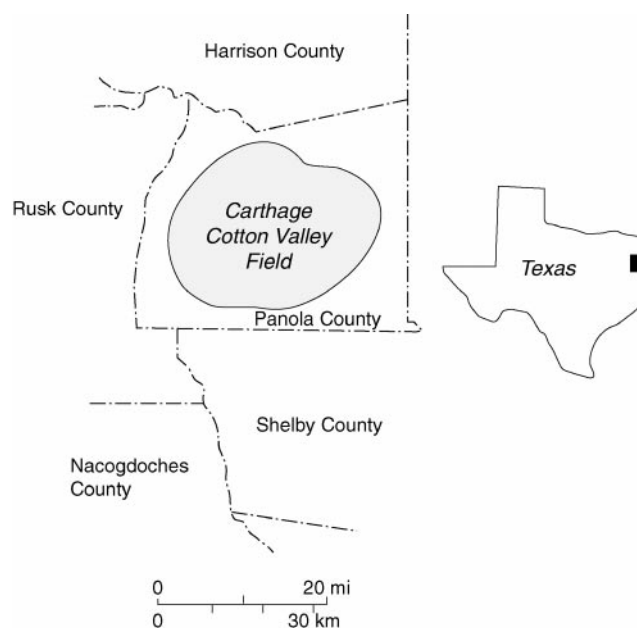 Harrison County
Rusk County
Carthage
Cotton Valley
Field
Texas
Panola County
Shelby County
Nacogdoches
County
0 20 mi
0 30 km